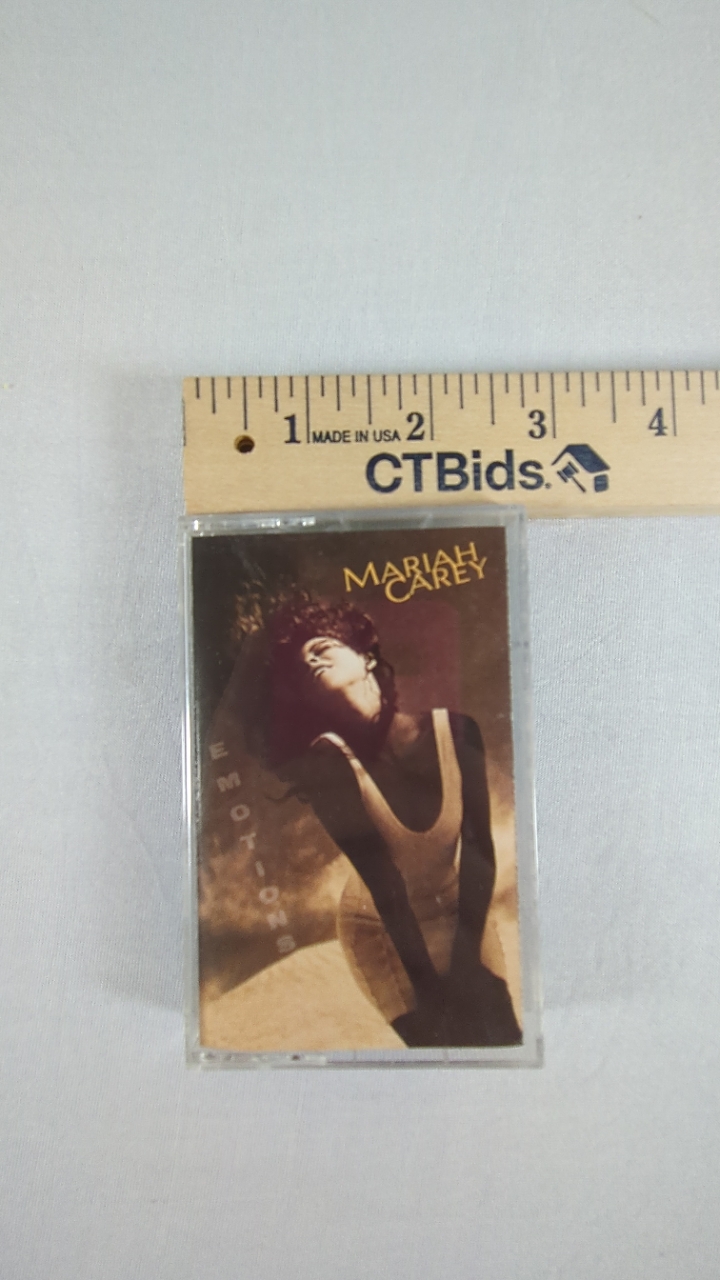 1 2 3 4
MADE IN USA
CTBids.
MARIAH
CAREY
EMOTIONS